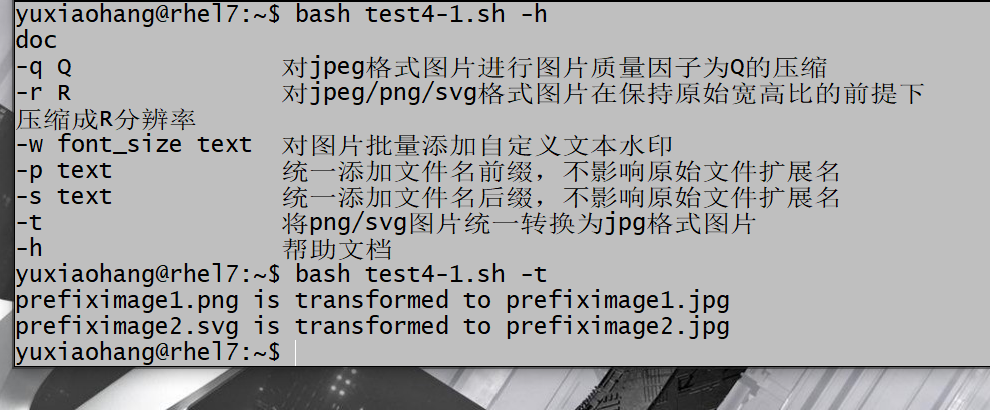 yuxiaohang@rhel7:~$ bash test4-1.sh -h
doc
-q Q 对jpeg格式图片进行图片质量因子为Q的压缩
-r R 对jpeg/png/svg格式图片在保持原始宽高比的前提下
压缩成R分辨率
-w font_size text 对图片批量添加自定义文本水印
-p text 统一添加文件名前缀，不影响原始文件扩展名
-s text 统一添加文件名后缀，不影响原始文件扩展名
-t 将png/svg图片统一转换为jpg格式图片
-h 帮助文档
yuxiaohang@rhel7:~$ bash test4-1.sh -t
prefiximage1.png is transformed to prefiximage1.jpg
prefiximage2.svg is transformed to prefiximage2.jpg
yuxiaohang@rhel7:~$